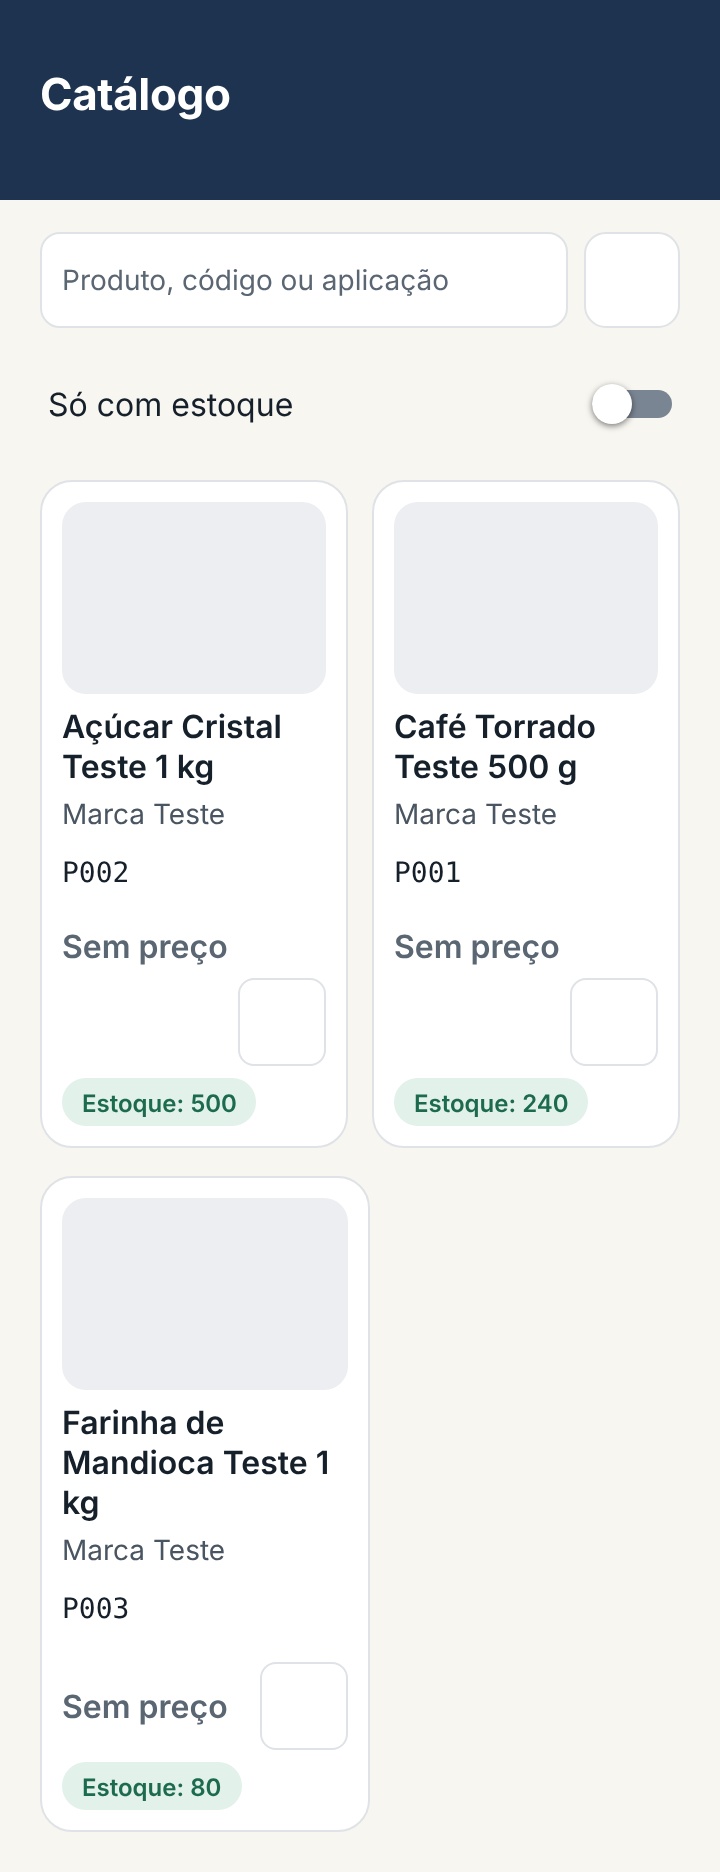 Catálogo
Produto, código ou aplicação
Só com estoque
Açúcar Cristal
Teste 1 kg
Marca Teste
P002
Sem preço
Estoque: 500
Café Torrado
Teste 500 g
Marca Teste
P001
Sem preço
Estoque: 240
Farinha de
Mandioca Teste 1
kg
Marca Teste
P003
Sem preço
Estoque: 80